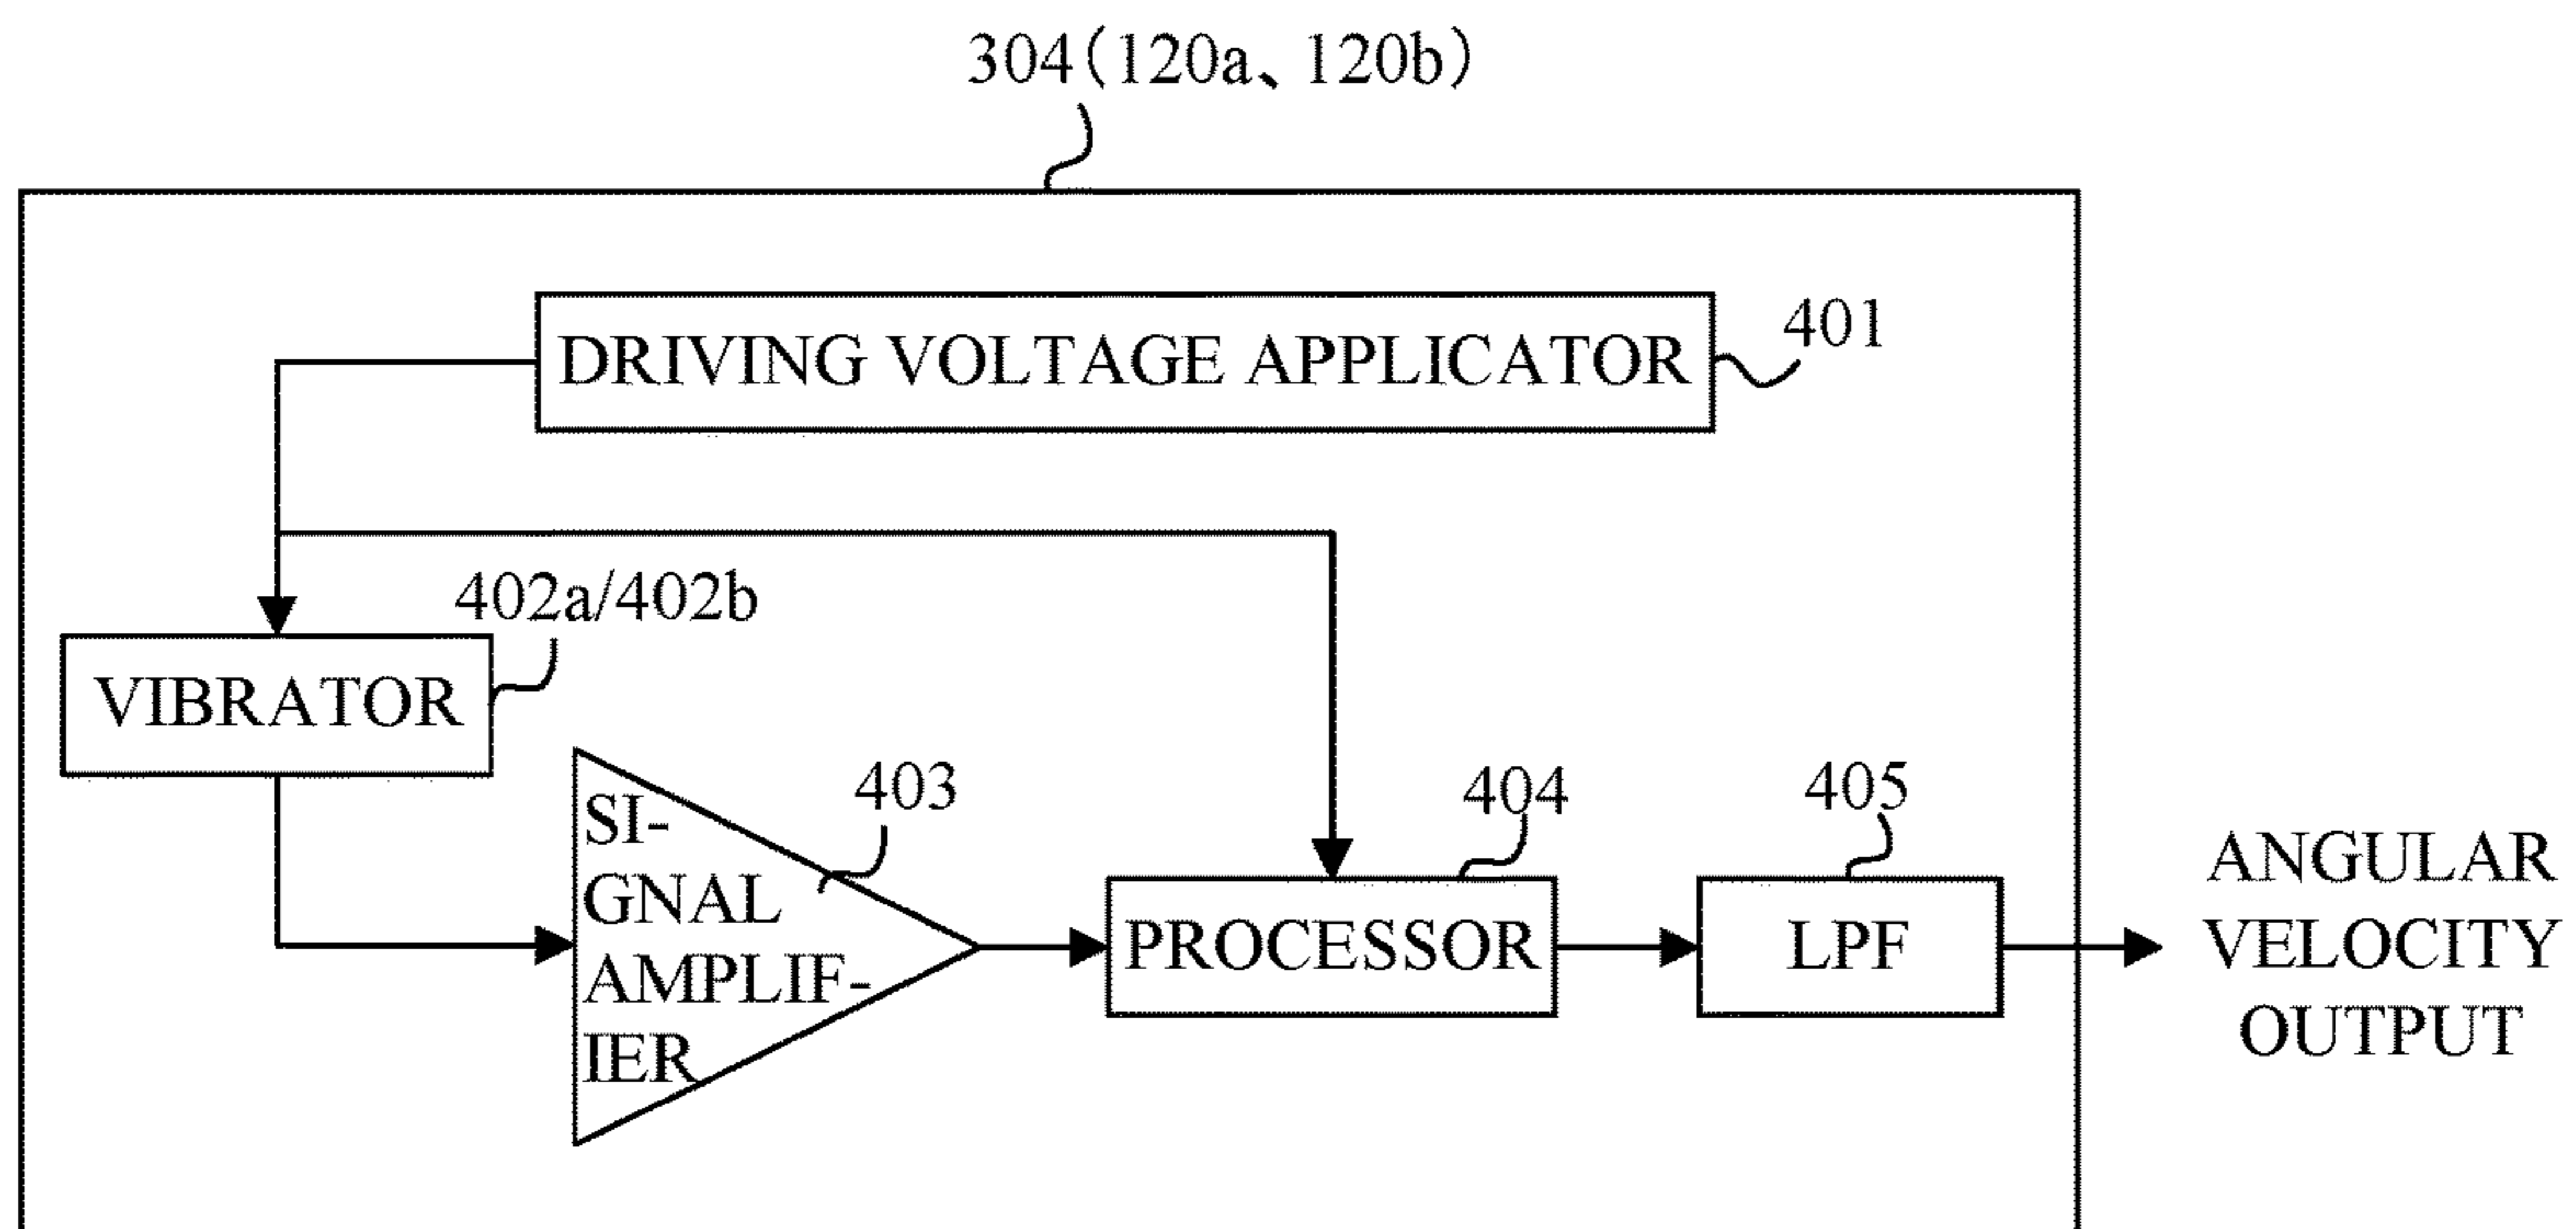 304(120a、120b)
DRIVING VOLTAGE APPLICATOR
401
402a/402b
VIBRATOR
SI-
GNAL
AMPLIF-
IER
403
404
PROCESSOR
405
LPF
ANGULAR
VELOCITY
OUTPUT